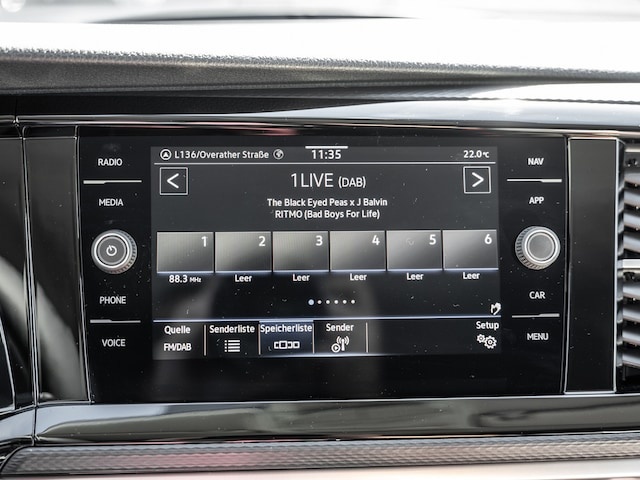 RADIO
MEDIA
PHONE
VOICE
L136/Overather Straße
11:35
22.0°C
1LIVE (DAB)
The Black Eyed Peas x J Balvin
RITMO (Bad Boys For Life)
1 2 3 4 5 6
88.3 MHz Leer Leer Leer Leer Leer
Quelle Senderliste Speicherliste Sender Setup
FM/DAB
NAV
APP
CAR
MENU